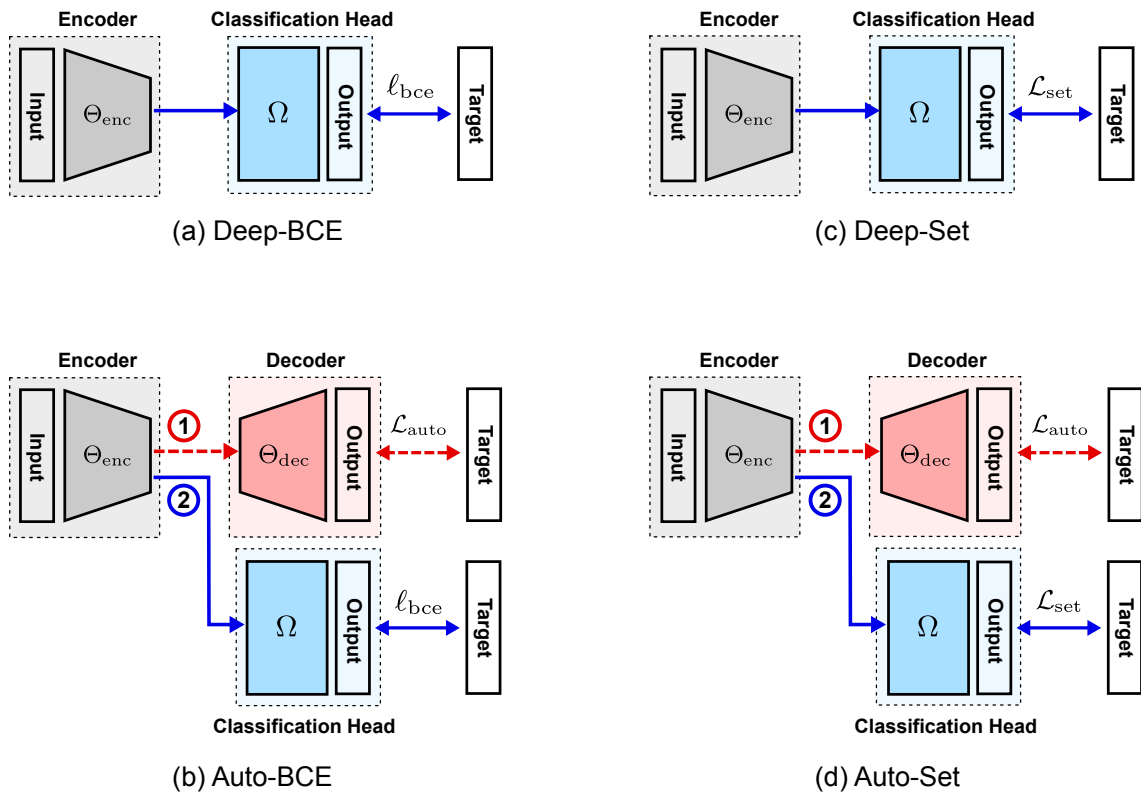 Encoder
Classification Head
Input
Θenc
Ω
Output
ℓbce
Target
(a) Deep-BCE
Encoder
Classification Head
Input
Θenc
Ω
Output
ℒset
Target
(c) Deep-Set
Encoder
Decoder
Input
Θenc
1
2
Θdec
Output
ℒauto
Target
Ω
Output
ℓbce
Target
Classification Head
(b) Auto-BCE
Encoder
Decoder
Input
Θenc
1
2
Θdec
Output
ℒauto
Target
Ω
Output
ℒset
Target
Classification Head
(d) Auto-Set